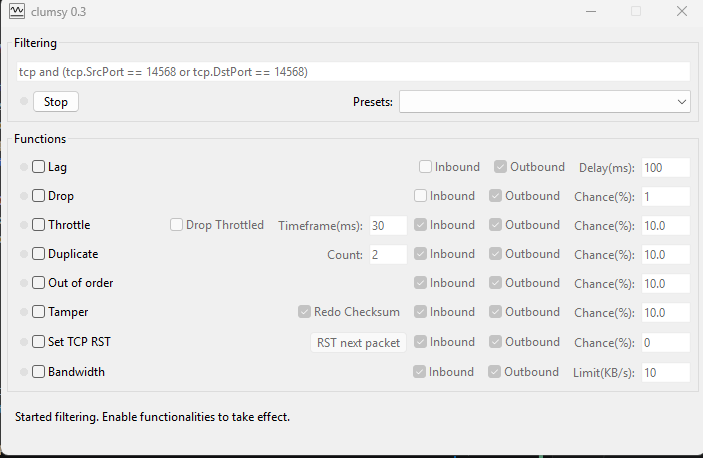 clumsy 0.3
Filtering
tcp and (tcp.SrcPort == 14568 or tcp.DstPort == 14568)
Stop Presets:
Functions
Lag Inbound Outbound Delay(ms): 100
Drop Inbound Outbound Chance(%): 1
Throttle Drop Throttled Timeframe(ms): 30 Inbound Outbound Chance(%): 10.0
Duplicate Count: 2 Inbound Outbound Chance(%): 10.0
Out of order Inbound Outbound Chance(%): 10.0
Tamper Redo Checksum Inbound Outbound Chance(%): 10.0
Set TCP RST RST next packet Inbound Outbound Chance(%): 0
Bandwidth Inbound Outbound Limit(KB/s): 10
Started filtering. Enable functionalities to take effect.